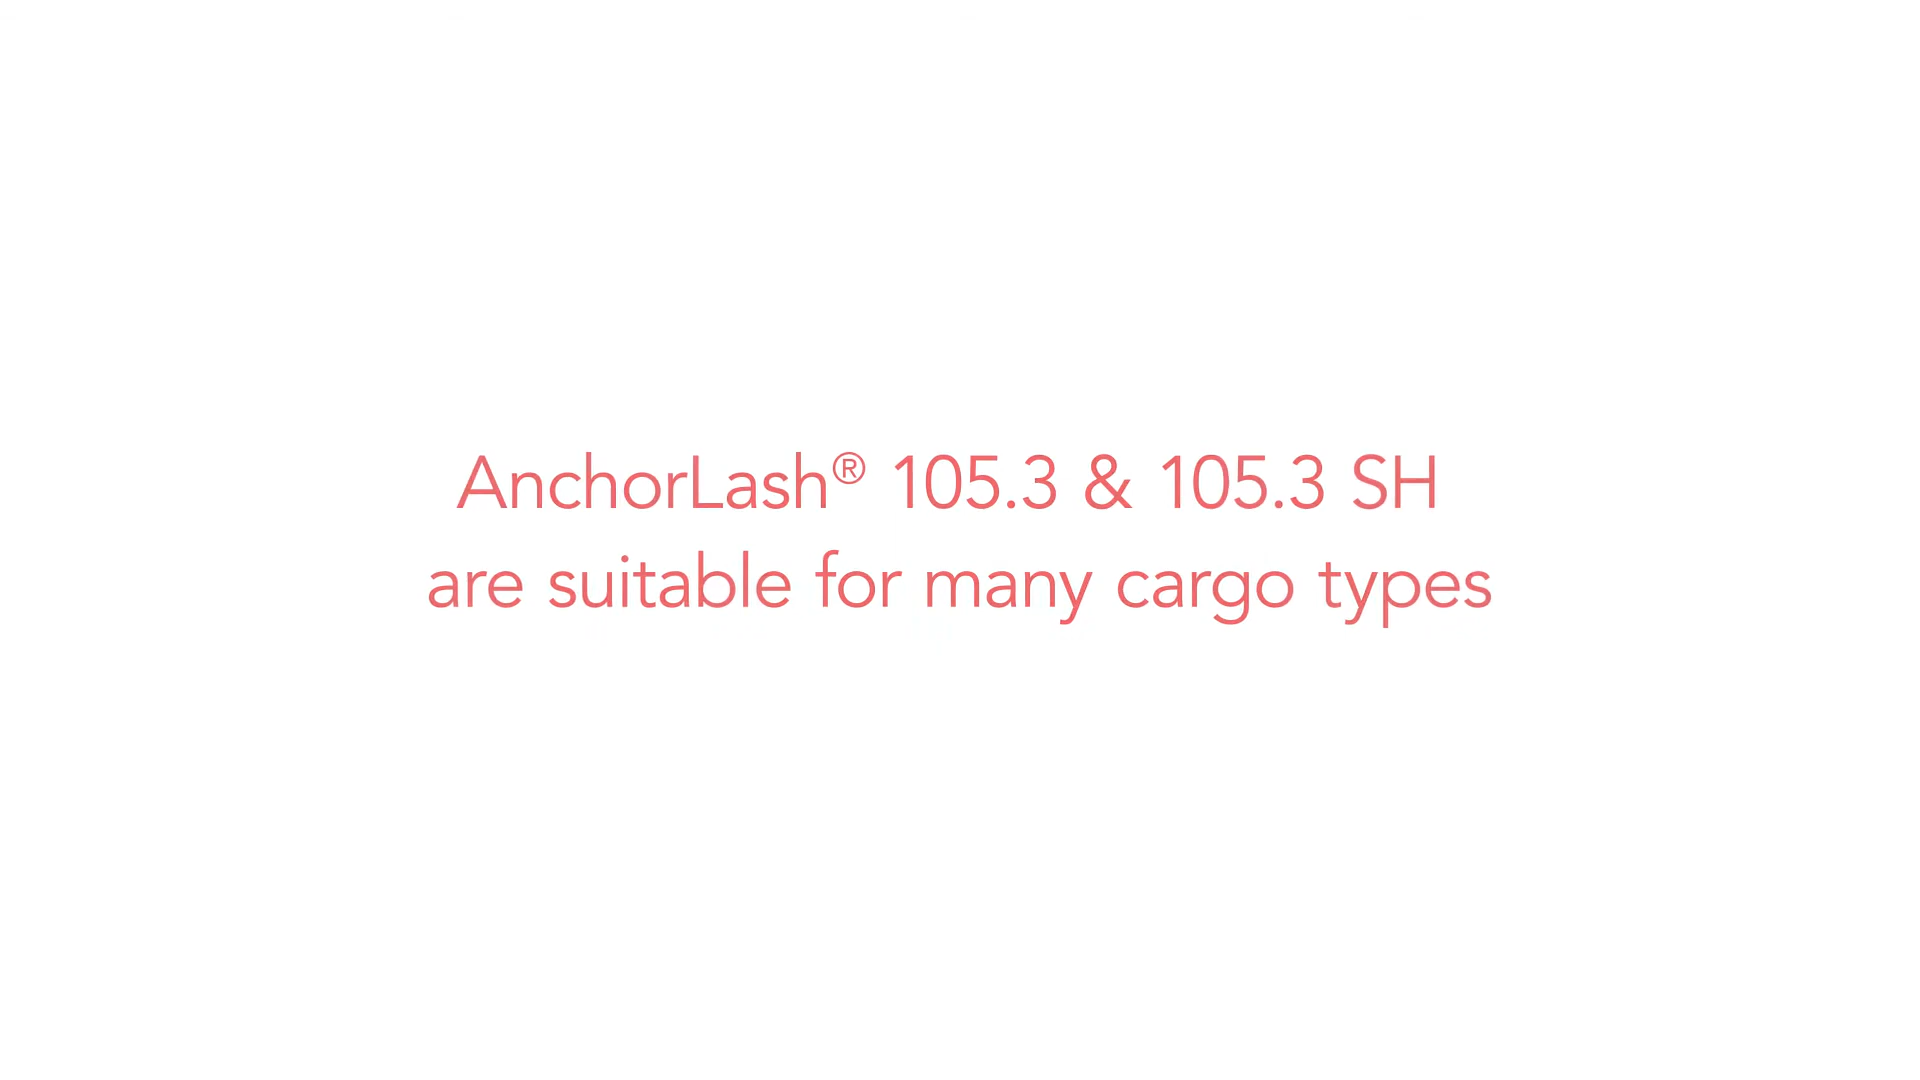 AnchorLash® 105.3 & 105.3 SH
are suitable for many cargo types